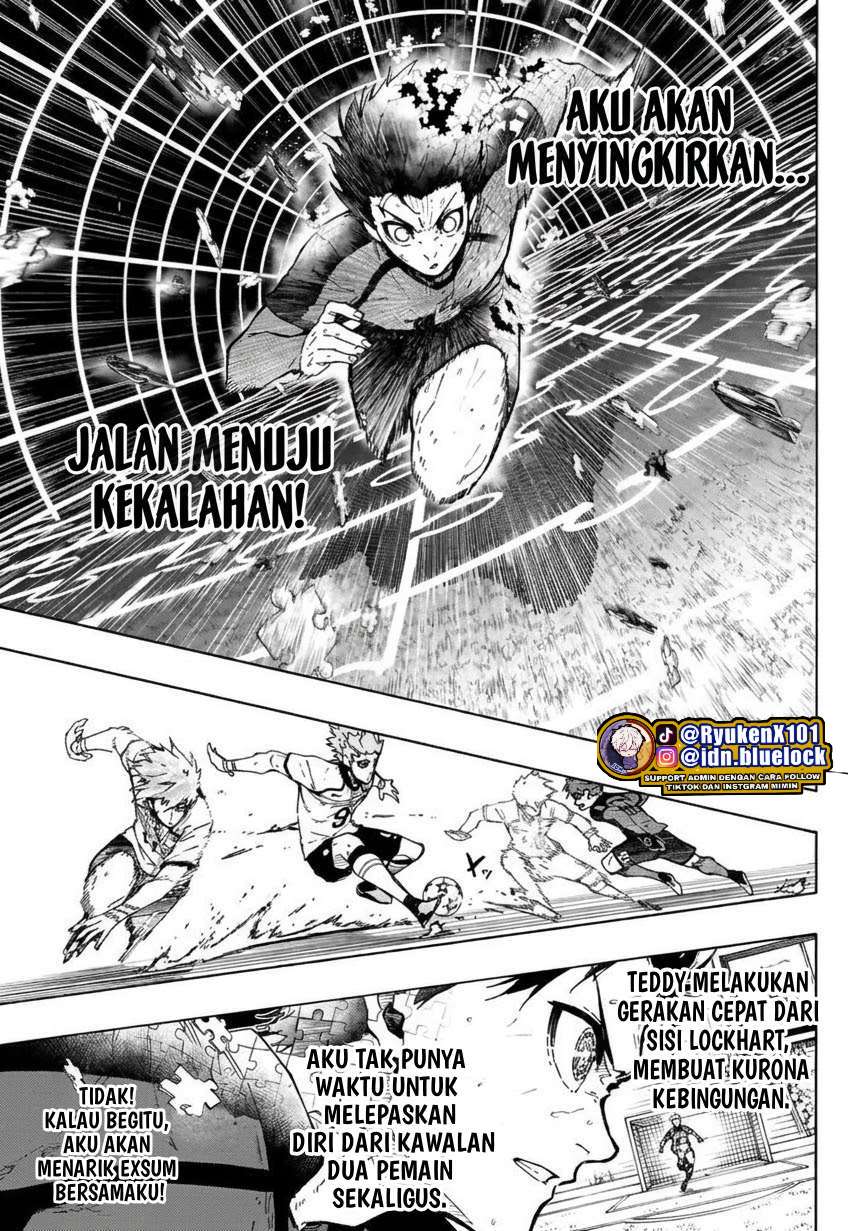 AKU AKAN
MENYINGKIRKAN...
JALAN MENUJU
KEKALAHAN!
@RyukenX101
@idn.bluelock
SUPPORT ADMIN DENGAN CARA FOLLOW
TIKTOK DAN INSTGRAM MIMIN
9
TEDDY MELAKUKAN
GERAKAN CEPAT DARI
SISI LOCKHART,
MEMBUAT KURONA
KEBINGUNGAN.
AKU TAK PUNYA
WAKTU UNTUK
MELEPASKAN
DIRI DARI KAWALAN
DUA PEMAIN
SEKALIGUS.
TIDAK!
KALAU BEGITU,
AKU AKAN
MENARIK EXSUM
BERSAMAKU!